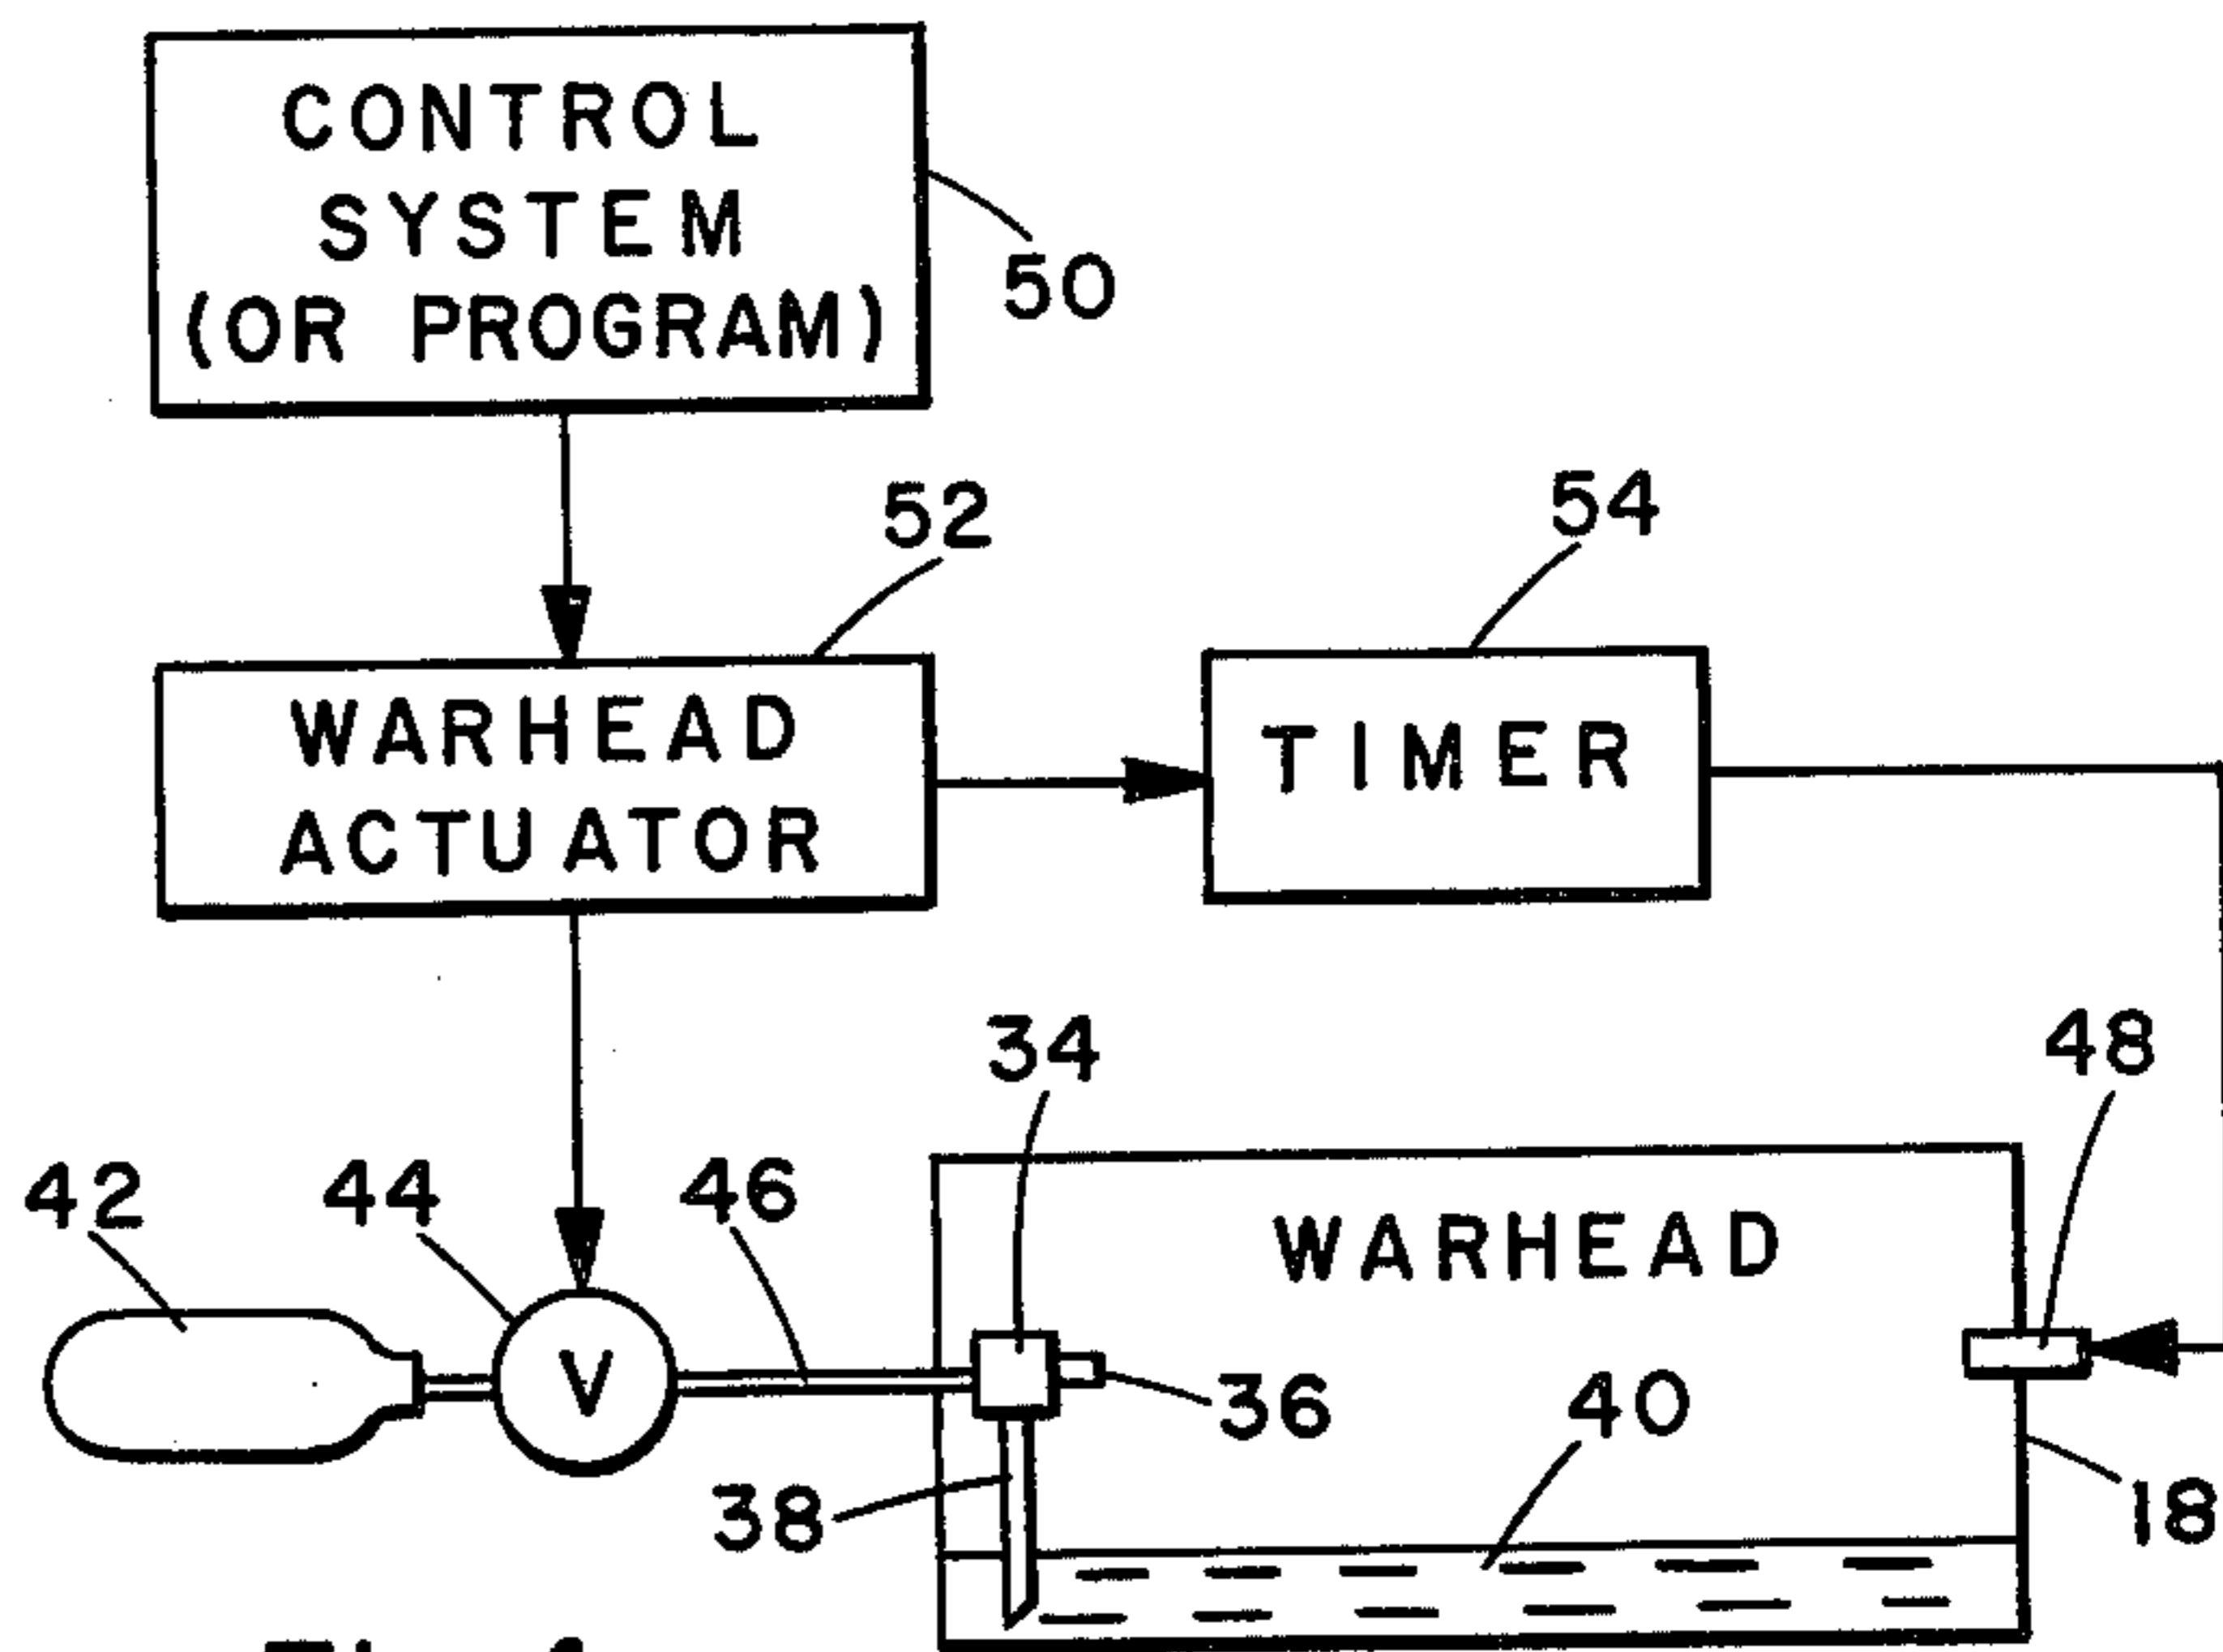 CONTROL
SYSTEM
(OR PROGRAM)
50
52
54
WARHEAD
ACTUATOR
TIMER
34
48
42
44
46
WARHEAD
V
36
40
38
18